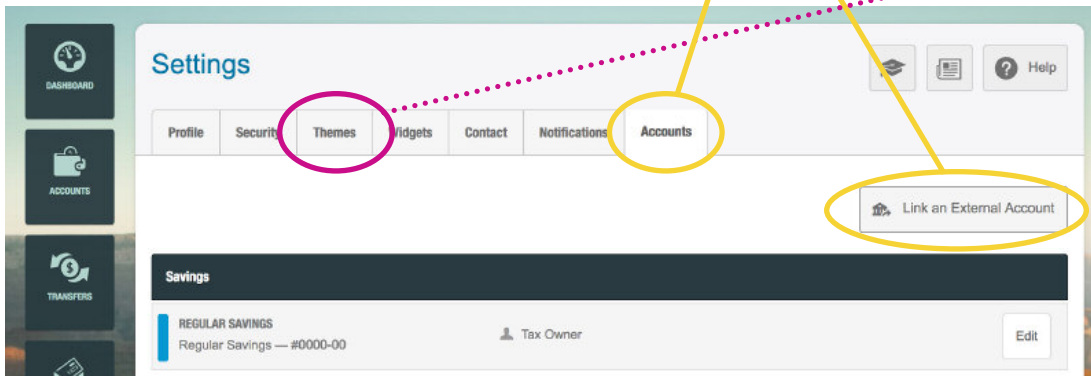 DASHBOARD
Settings
Help
Profile Security Themes Widgets Contact Notifications Accounts
ACCOUNTS
Link an External Account
TRANSFERS
Savings
REGULAR SAVINGS
Regular Savings — #0000-00
Tax Owner
Edit